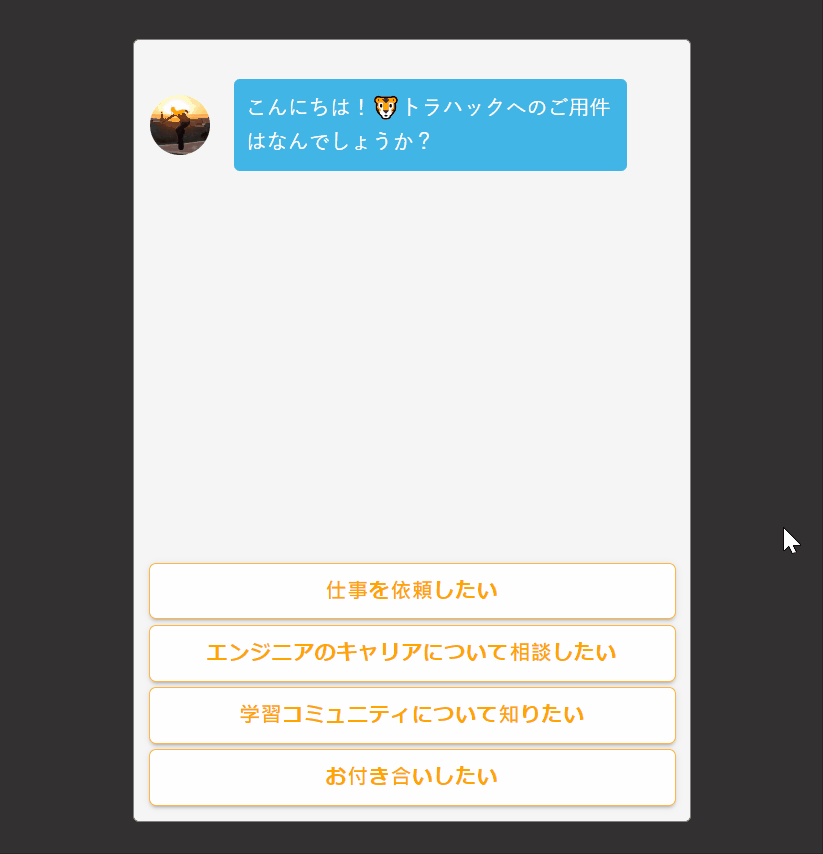 こんにちは！🐯トラハックへのご用件
はなんでしょうか？
仕事を依頼したい
エンジニアのキャリアについて相談したい
学習コミュニティについて知りたい
お付き合いしたい